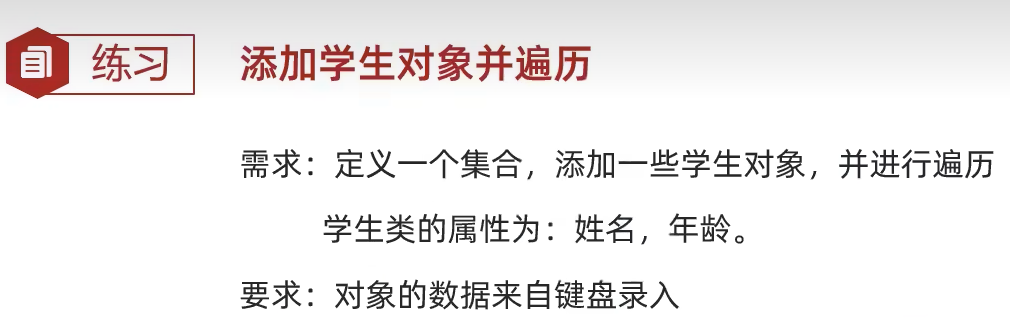 练习
添加学生对象并遍历
需求：定义一个集合，添加一些学生对象，并进行遍历
学生类的属性为：姓名，年龄。
要求：对象的数据来自键盘录入